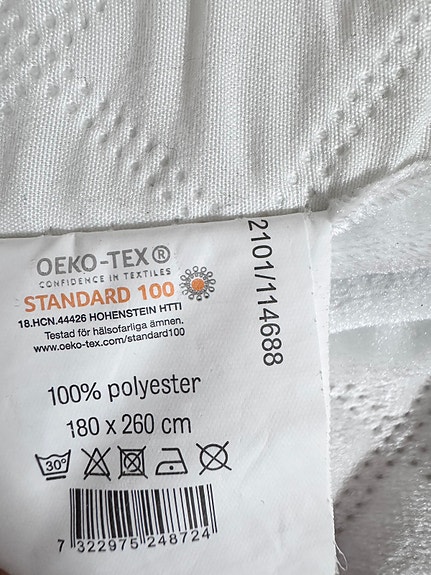 OEKO-TEX®
CONFIDENCE IN TEXTILES
STANDARD 100
18.HCN.44426 HOHENSTEIN HTTI
Testad för hälsofarliga ämnen.
www.oeko-tex.com/standard100
2101/114688
100% polyester
180 x 260 cm
30°
7 322975 248724